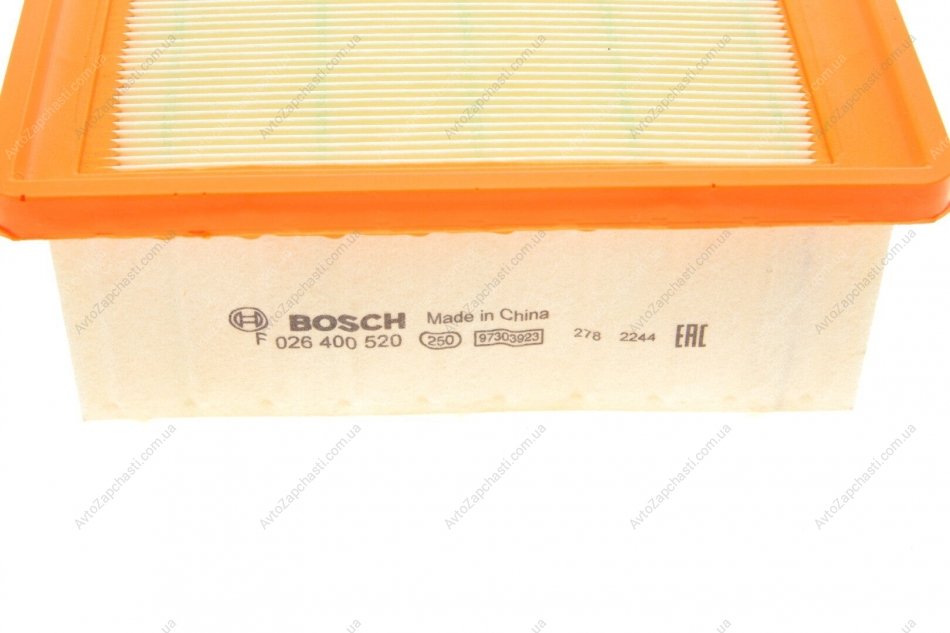 BOSCH Made in China
F 026 400 520 250 97303923 278 2244 EAC
AvtoZapchasti.com.ua